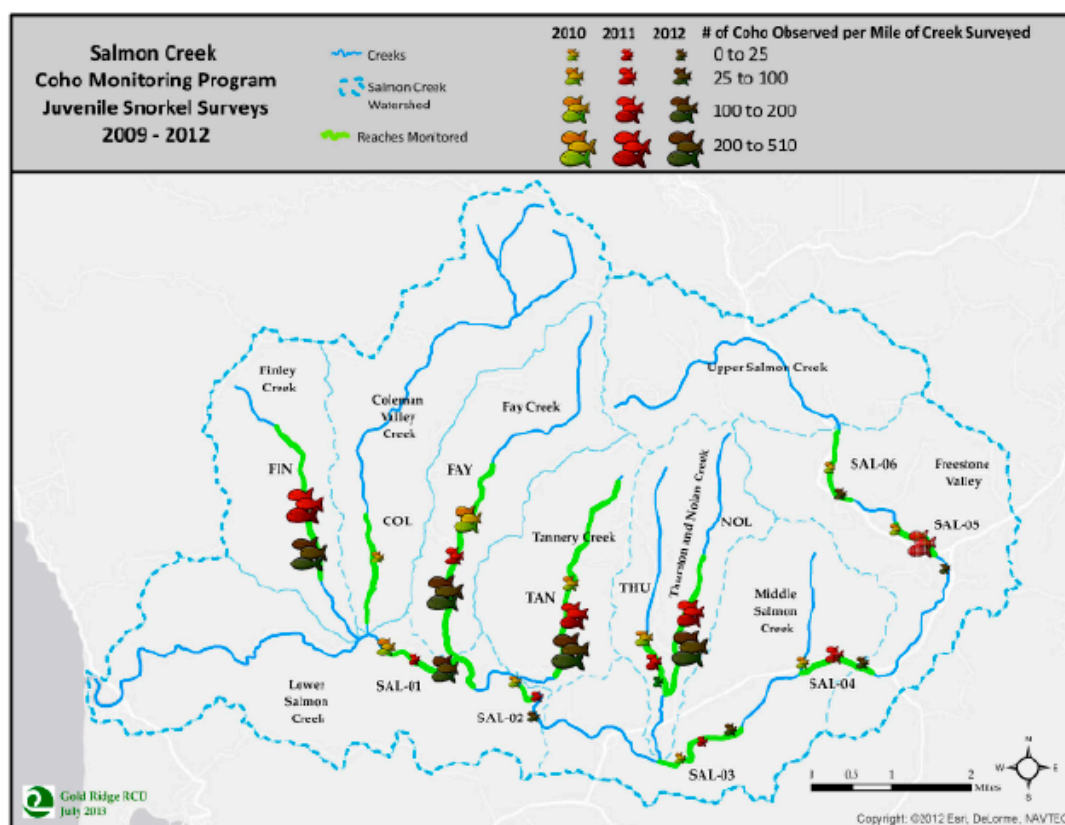 Salmon Creek
Coho Monitoring Program
Juvenile Snorkel Surveys
2009 - 2012
Creeks
Salmon Creek
Watershed
Reaches Monitored
2010 2011 2012 # of Coho Observed per Mile of Creek Surveyed
0 to 25
25 to 100
100 to 200
200 to 510
Finley
Creek
Coleman
Valley
Creek
Fay Creek
Upper Salmon Creek
FIN
FAY
COL
SAL-06
Freestone
Valley
SAL-05
Tannery Creek
Thurston and Nolan Creek
NOL
TAN
THU
Middle
Salmon
Creek
SAL-01
SAL-04
Lower
Salmon
Creek
SAL-02
SAL-03
N
W E
S
0.5 1 2
Miles
Gold Ridge RCD
July 2013
Copyright: ©2012 Esri, DeLorme, NAVTEQ